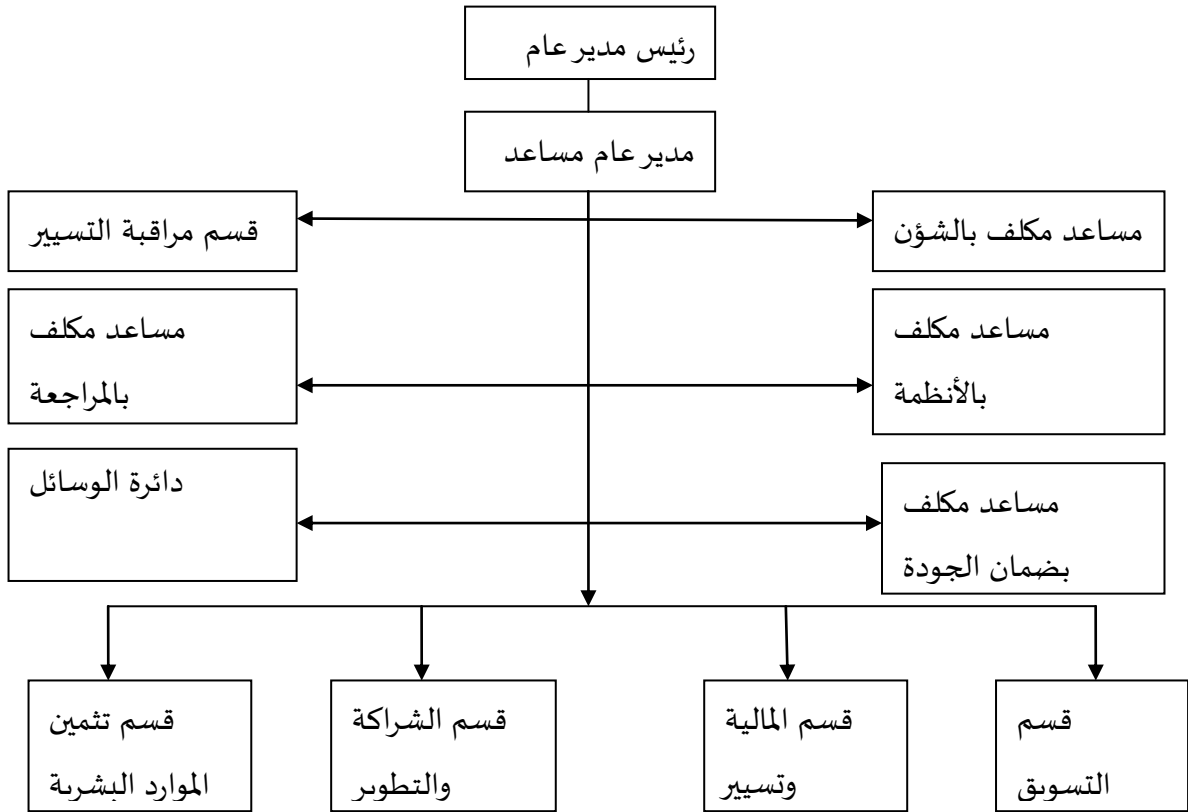 رئيس مدير عام
مدير عام مساعد
مساعد مكلف بالشؤن
قسم مراقبة التسيير
مساعد مكلف
بالأنظمة
مساعد مكلف
بالمراجعة
مساعد مكلف
بضمان الجودة
دائرة الوسائل
قسم
التسويق
قسم المالية
وتسيير
قسم الشراكة
والتطوير
قسم تثمين
الموارد البشرية